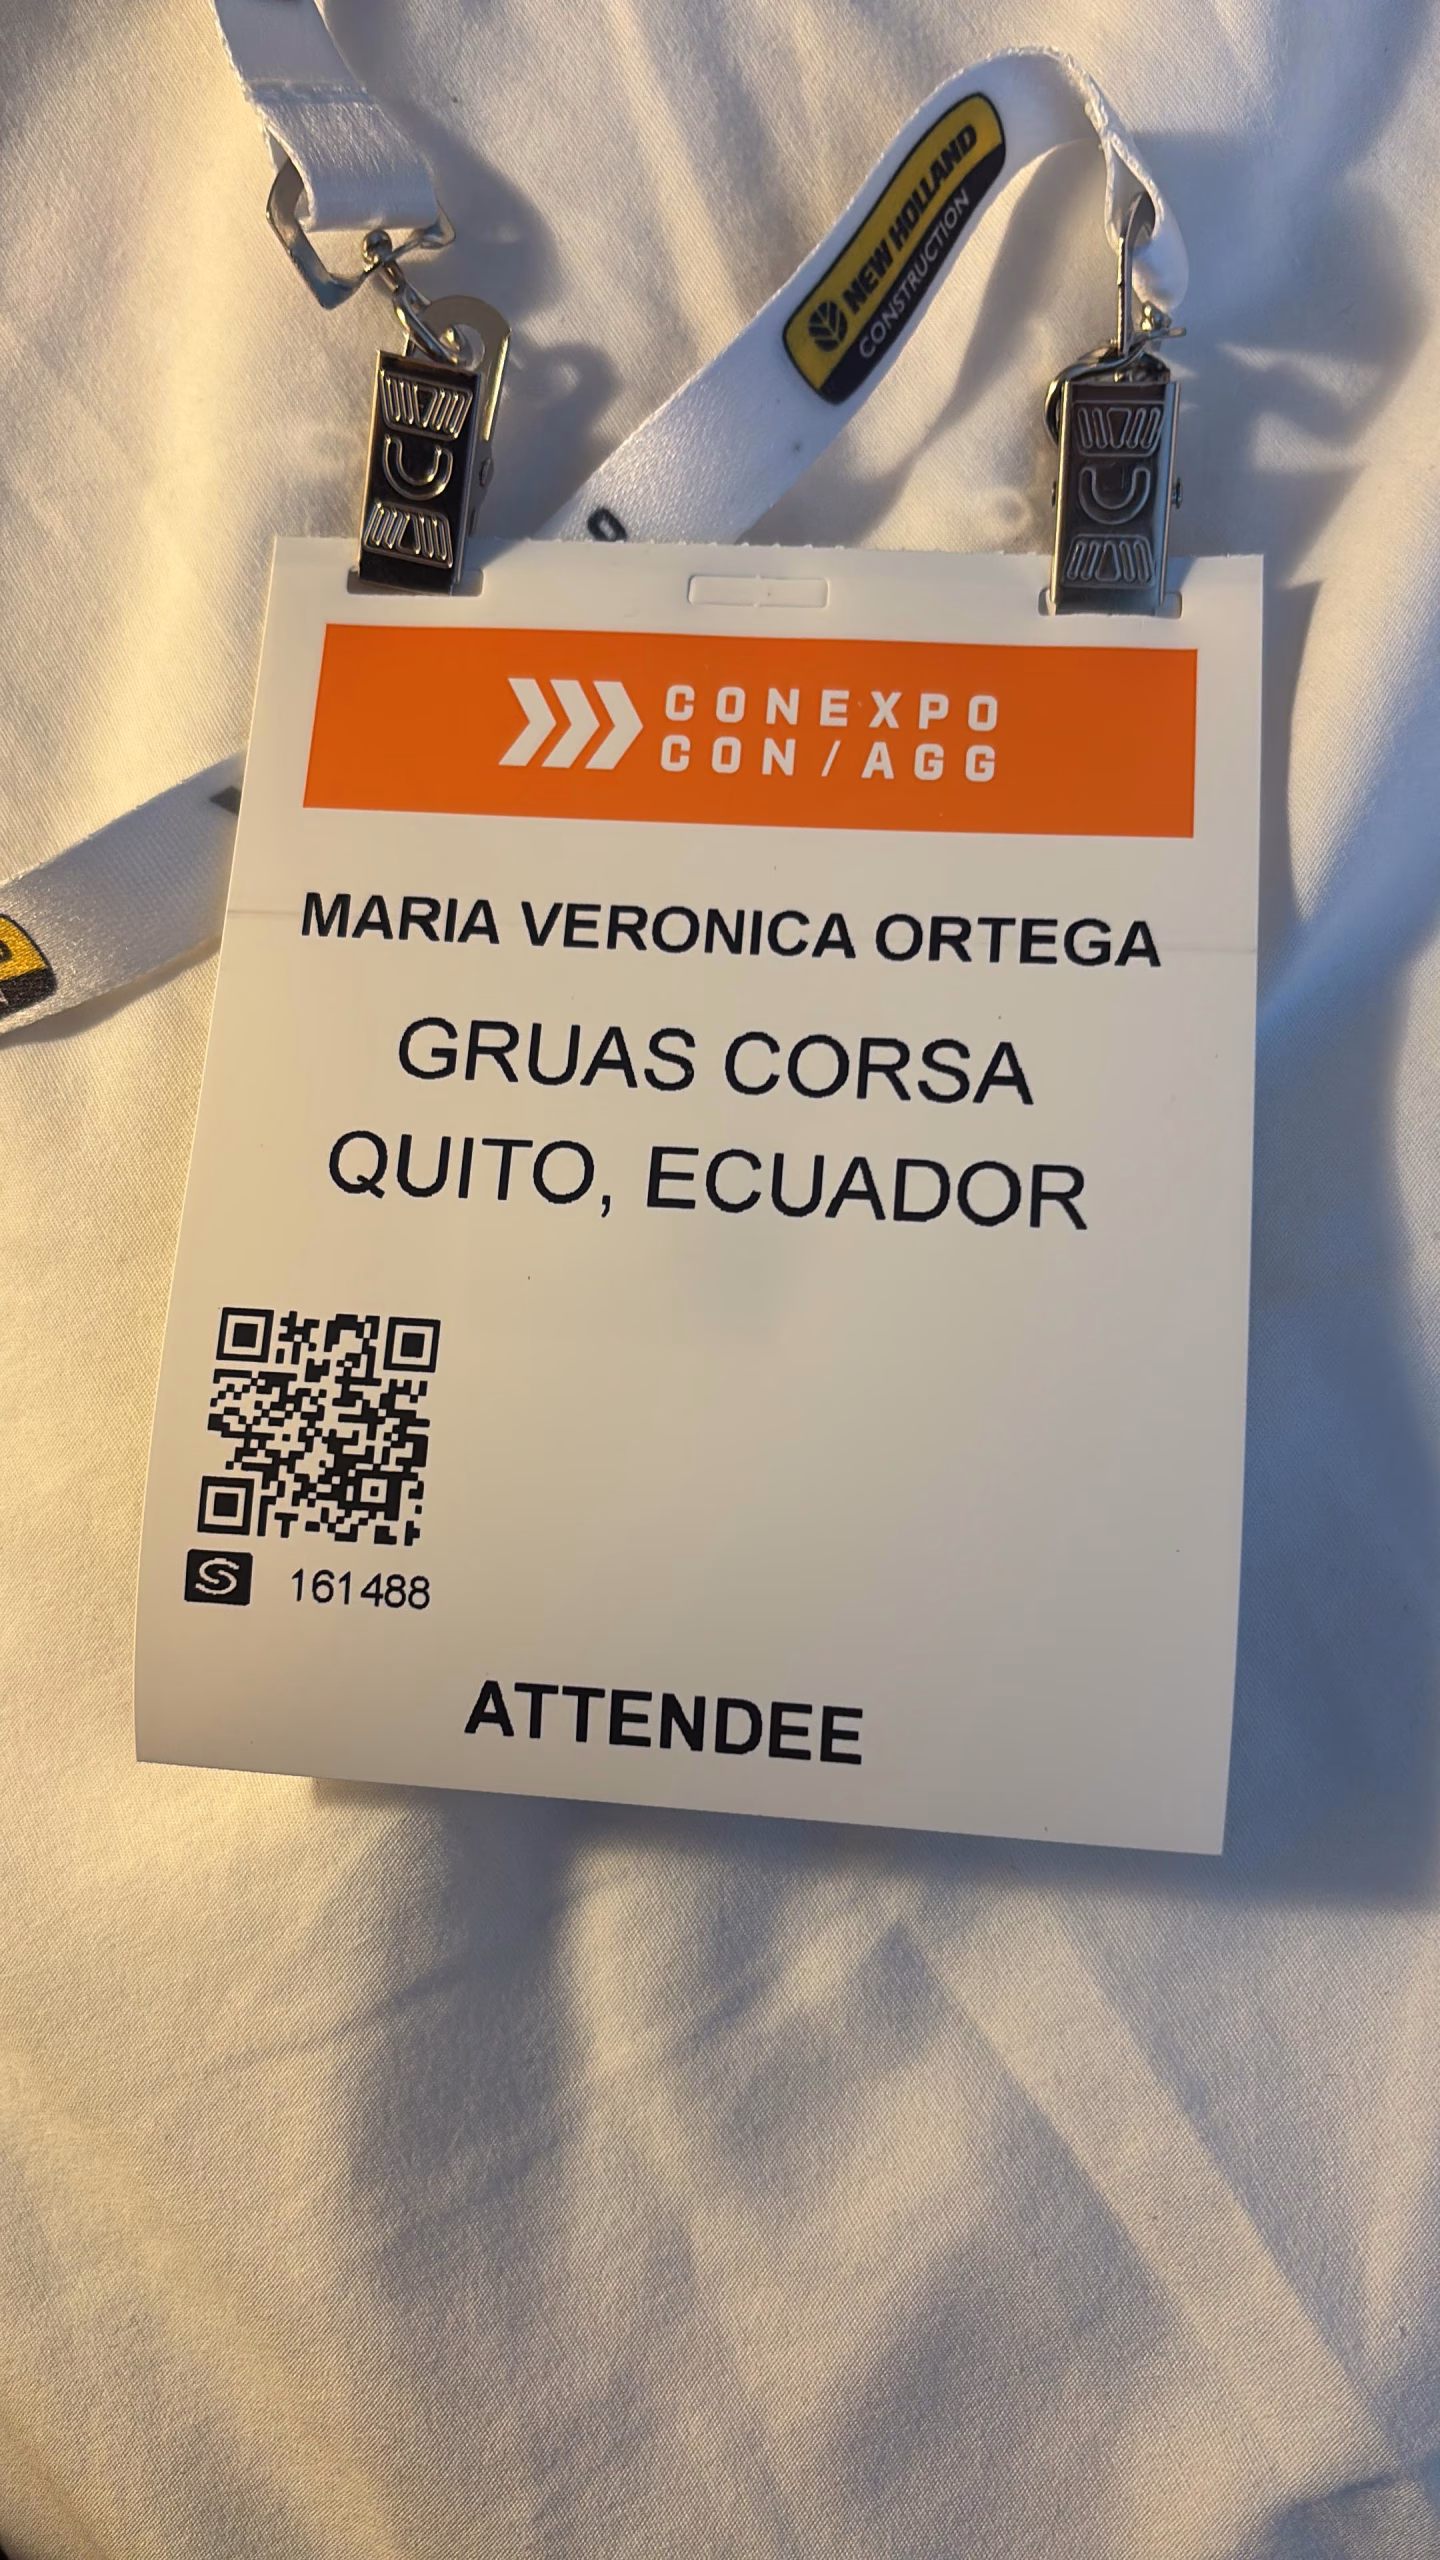 NEW HOLLAND
CONSTRUCTION
CONEXPO
CON/AGG
MARIA VERONICA ORTEGA
GRUAS CORSA
QUITO, ECUADOR
S 161488
ATTENDEE